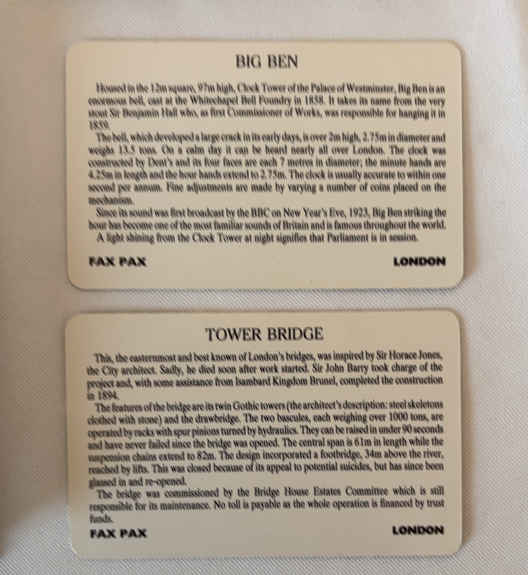 BIG BEN
Housed in the 12m square, 97m high, Clock Tower of the Palace of Westminster, Big Ben is an
enormous bell, cast at the Whitechapel Bell Foundry in 1858. It takes its name from the very
stout Sir Benjamin Hall who, as first Commissioner of Works, was responsible for hanging it in
1859.
The bell, which developed a large crack in its early days, is over 2m high, 2.75m in diameter and
weighs 13.5 tons. On a calm day it can be heard nearly all over London. The clock was
constructed by Dent's and its four faces are each 7 metres in diameter; the minute hands are
4.25m in length and the hour hands extend to 2.75m. The clock is usually accurate to within one
second per annum. Fine adjustments are made by varying a number of coins placed on the
mechanism.
Since its sound was first broadcast by the BBC on New Year's Eve, 1923, Big Ben striking the
hour has become one of the most familiar sounds of Britain and is famous throughout the world.
A light shining from the Clock Tower at night signifies that Parliament is in session.
FAX PAX LONDON
TOWER BRIDGE
This, the easternmost and best known of London's bridges, was inspired by Sir Horace Jones,
the City architect. Sadly, he died soon after work started. Sir John Barry took charge of the
project and, with some assistance from Isambard Kingdom Brunel, completed the construction
in 1894.
The features of the bridge are its twin Gothic towers (the architect's description: steel skeletons
clothed with stone) and the drawbridge. The two bascules, each weighing over 1000 tons, are
operated by racks with spur pinions turned by hydraulics. They can be raised in under 90 seconds
and have never failed since the bridge was opened. The central span is 61m in length while the
suspension chains extend to 82m. The design incorporated a footbridge, 34m above the river,
reached by lifts. This was closed because of its appeal to potential suicides, but has since been
glassed in and re-opened.
The bridge was commissioned by the Bridge House Estates Committee which is still
responsible for its maintenance. No toll is payable as the whole operation is financed by trust
funds.
FAX PAX LONDON